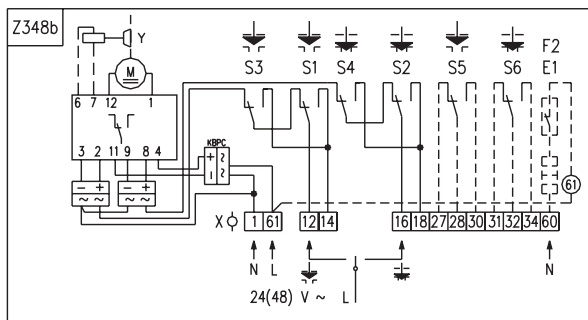 Z348b
Y
M
6 7 12 1
3 2 11 9 8 4
KBPC
+ ~
− ~
− +
~ ~
− +
~ ~
S3 S1 S4 S2 S5 S6
F2
E1
61
X 1 61 12 14 16 18 27 28 30 31 32 34 60
N L N
24(48) V ~ L